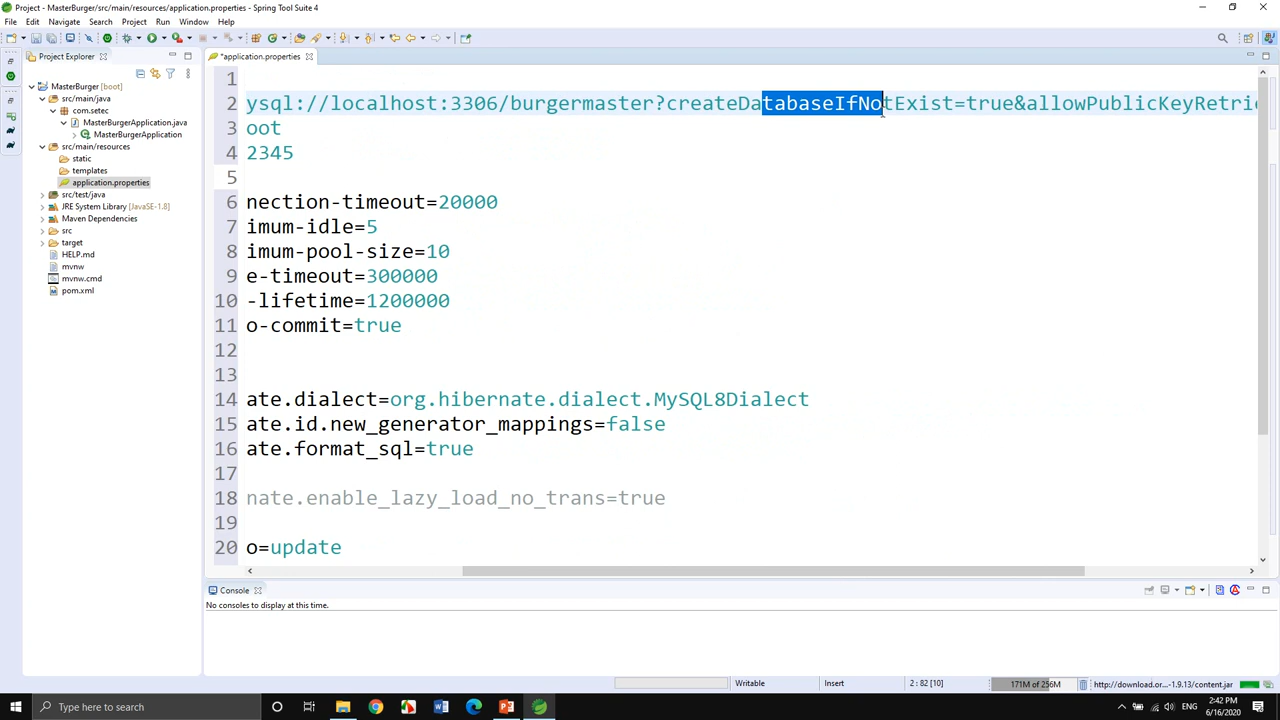 Project - MasterBurger/src/main/resources/application.properties - Spring Tool Suite 4
File Edit Navigate Search Project Run Window Help
Project Explorer
*application.properties
MasterBurger [boot]
src/main/java
com.setec
MasterBurgerApplication.java
MasterBurgerApplication
src/main/resources
static
templates
application.properties
src/test/java
JRE System Library [JavaSE-1.8]
Maven Dependencies
src
target
HELP.md
mvnw
mvnw.cmd
pom.xml
1
2 ysql://localhost:3306/burgermaster?createDatabaseIfNotExist=true&allowPublicKeyRetrie
3 oot
4 2345
5
6 nection-timeout=20000
7 imum-idle=5
8 imum-pool-size=10
9 e-timeout=300000
10 -lifetime=1200000
11 o-commit=true
12
13
14 ate.dialect=org.hibernate.dialect.MySQL8Dialect
15 ate.id.new_generator_mappings=false
16 ate.format_sql=true
17
18 nate.enable_lazy_load_no_trans=true
19
20 o=update
Console
No consoles to display at this time.
Writable Insert 2 : 82 [10] 171M of 256M http://download.or...-1.9.13/content.jar
Type here to search
2:42 PM
6/16/2020